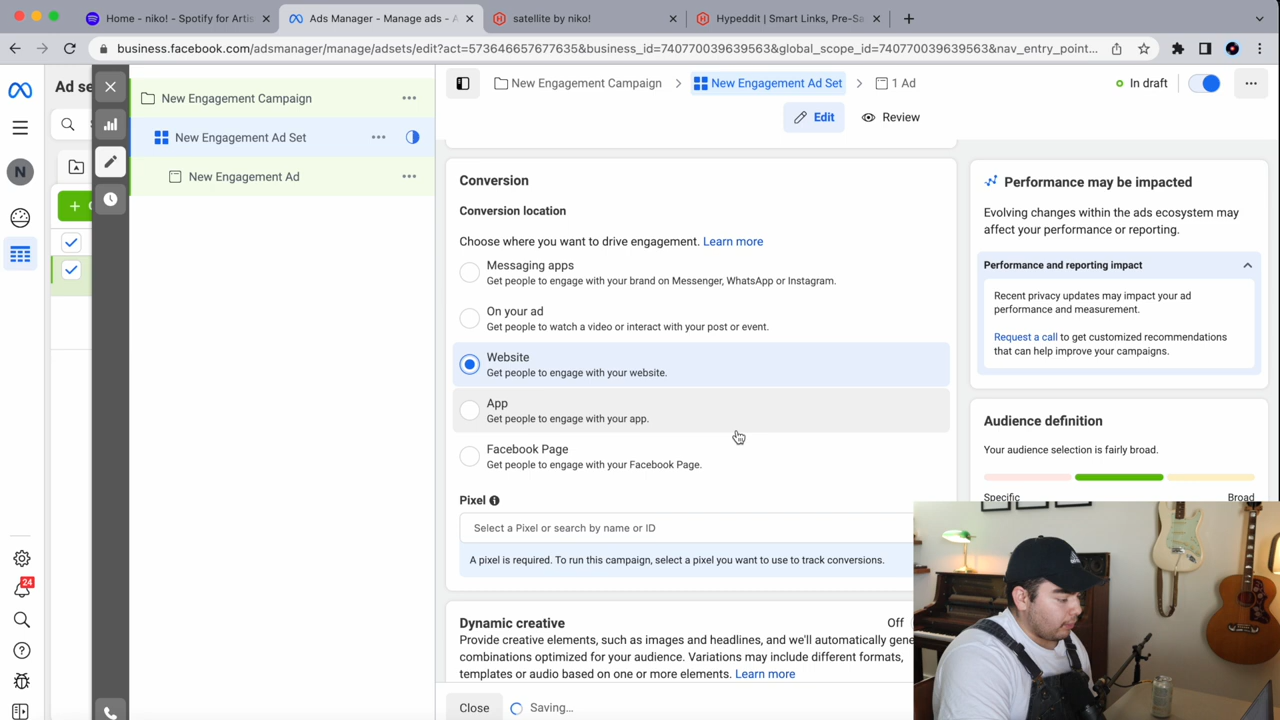 Home - niko! - Spotify for Artis
Ads Manager - Manage ads - A
satellite by niko!
Hypeddit | Smart Links, Pre-Sa
business.facebook.com/adsmanager/manage/adsets/edit?act=573646657677635&business_id=740770039639563&global_scope_id=740770039639563&nav_entry_point...
Ad se
N
24
New Engagement Campaign
New Engagement Ad Set
New Engagement Ad
New Engagement Campaign
New Engagement Ad Set
1 Ad
In draft
Edit
Review
Conversion
Conversion location
Choose where you want to drive engagement. Learn more
Messaging apps
Get people to engage with your brand on Messenger, WhatsApp or Instagram.
On your ad
Get people to watch a video or interact with your post or event.
Website
Get people to engage with your website.
App
Get people to engage with your app.
Facebook Page
Get people to engage with your Facebook Page.
Pixel
Select a Pixel or search by name or ID
A pixel is required. To run this campaign, select a pixel you want to use to track conversions.
Dynamic creative
Off
Provide creative elements, such as images and headlines, and we'll automatically gene
combinations optimized for your audience. Variations may include different formats,
templates or audio based on one or more elements. Learn more
Close
Saving...
Performance may be impacted
Evolving changes within the ads ecosystem may
affect your performance or reporting.
Performance and reporting impact
Recent privacy updates may impact your ad
performance and measurement.
Request a call to get customized recommendations
that can help improve your campaigns.
Audience definition
Your audience selection is fairly broad.
Specific
Broad